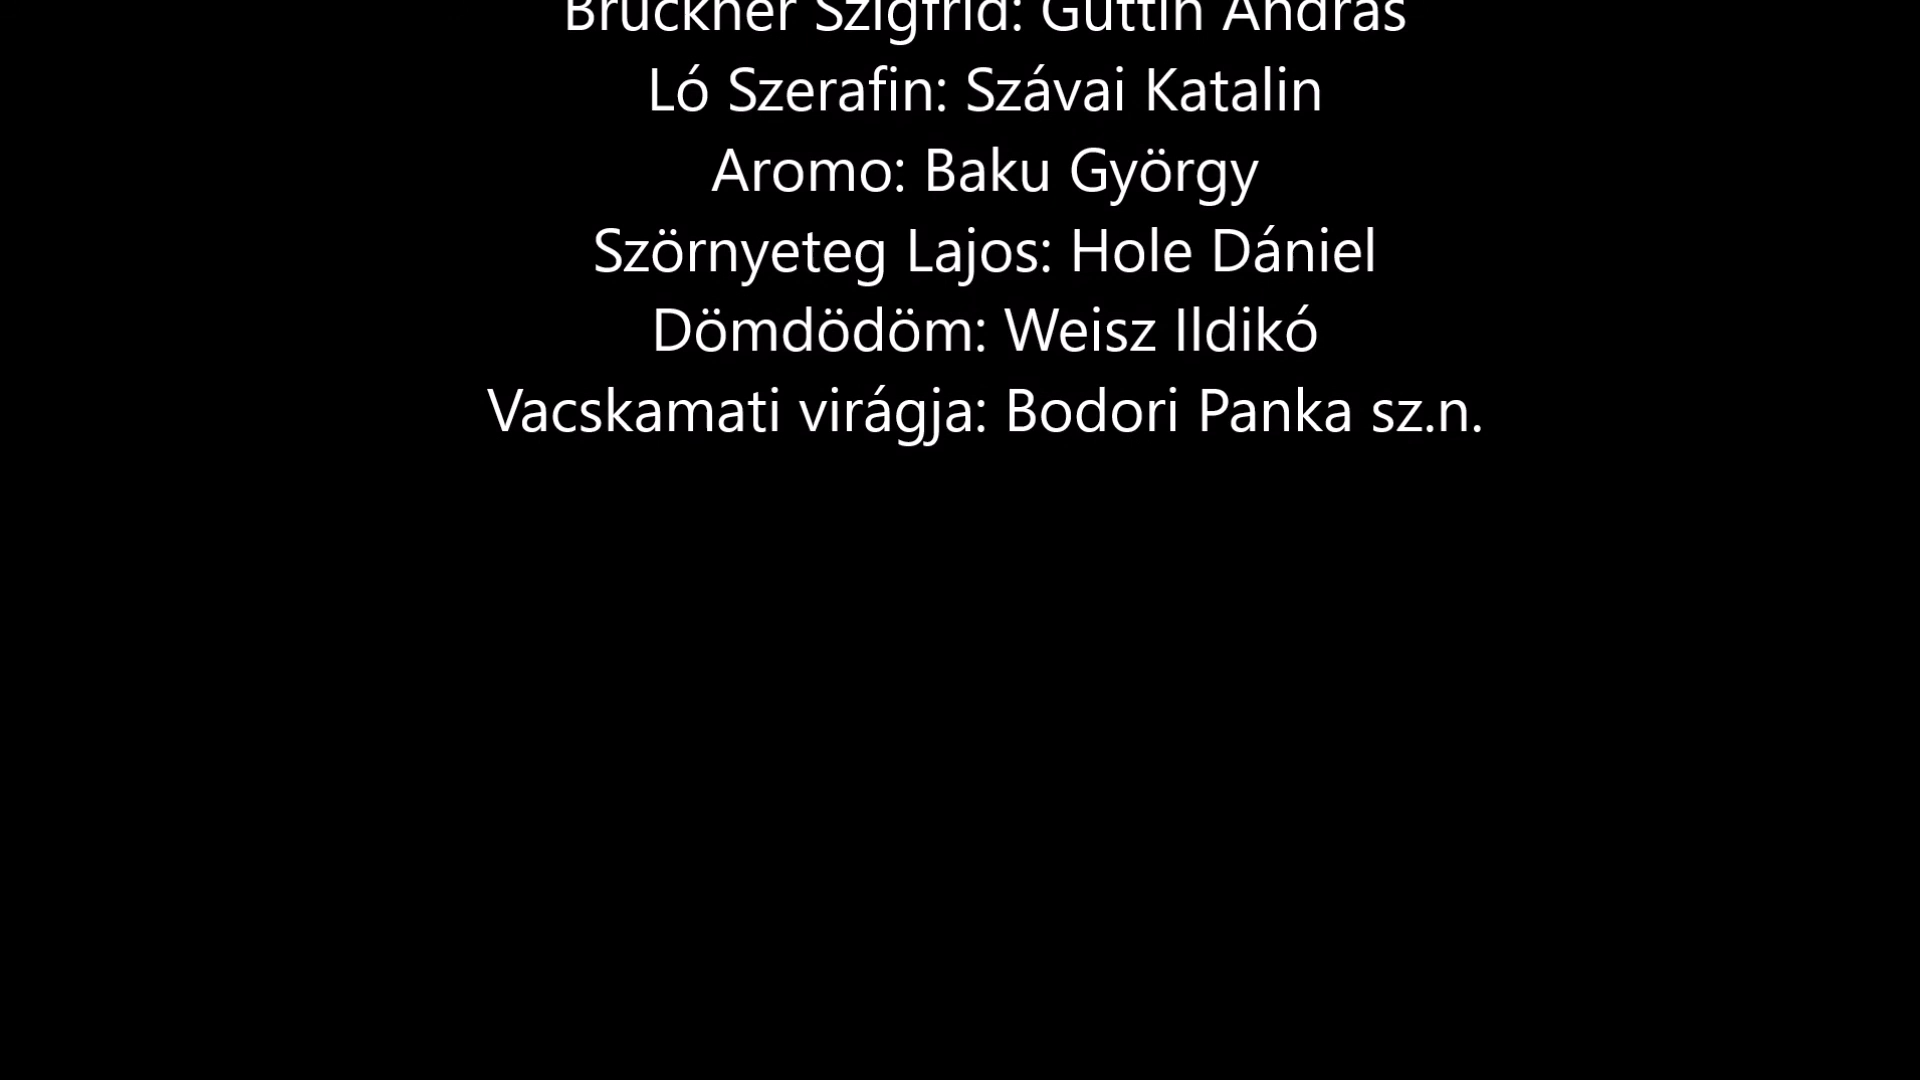 Bruckner Szigfrid: Güttin András
Ló Szerafin: Szávai Katalin
Aromo: Baku György
Szörnyeteg Lajos: Hole Dániel
Dömdödöm: Weisz Ildikó
Vacskamati virágja: Bodori Panka sz.n.